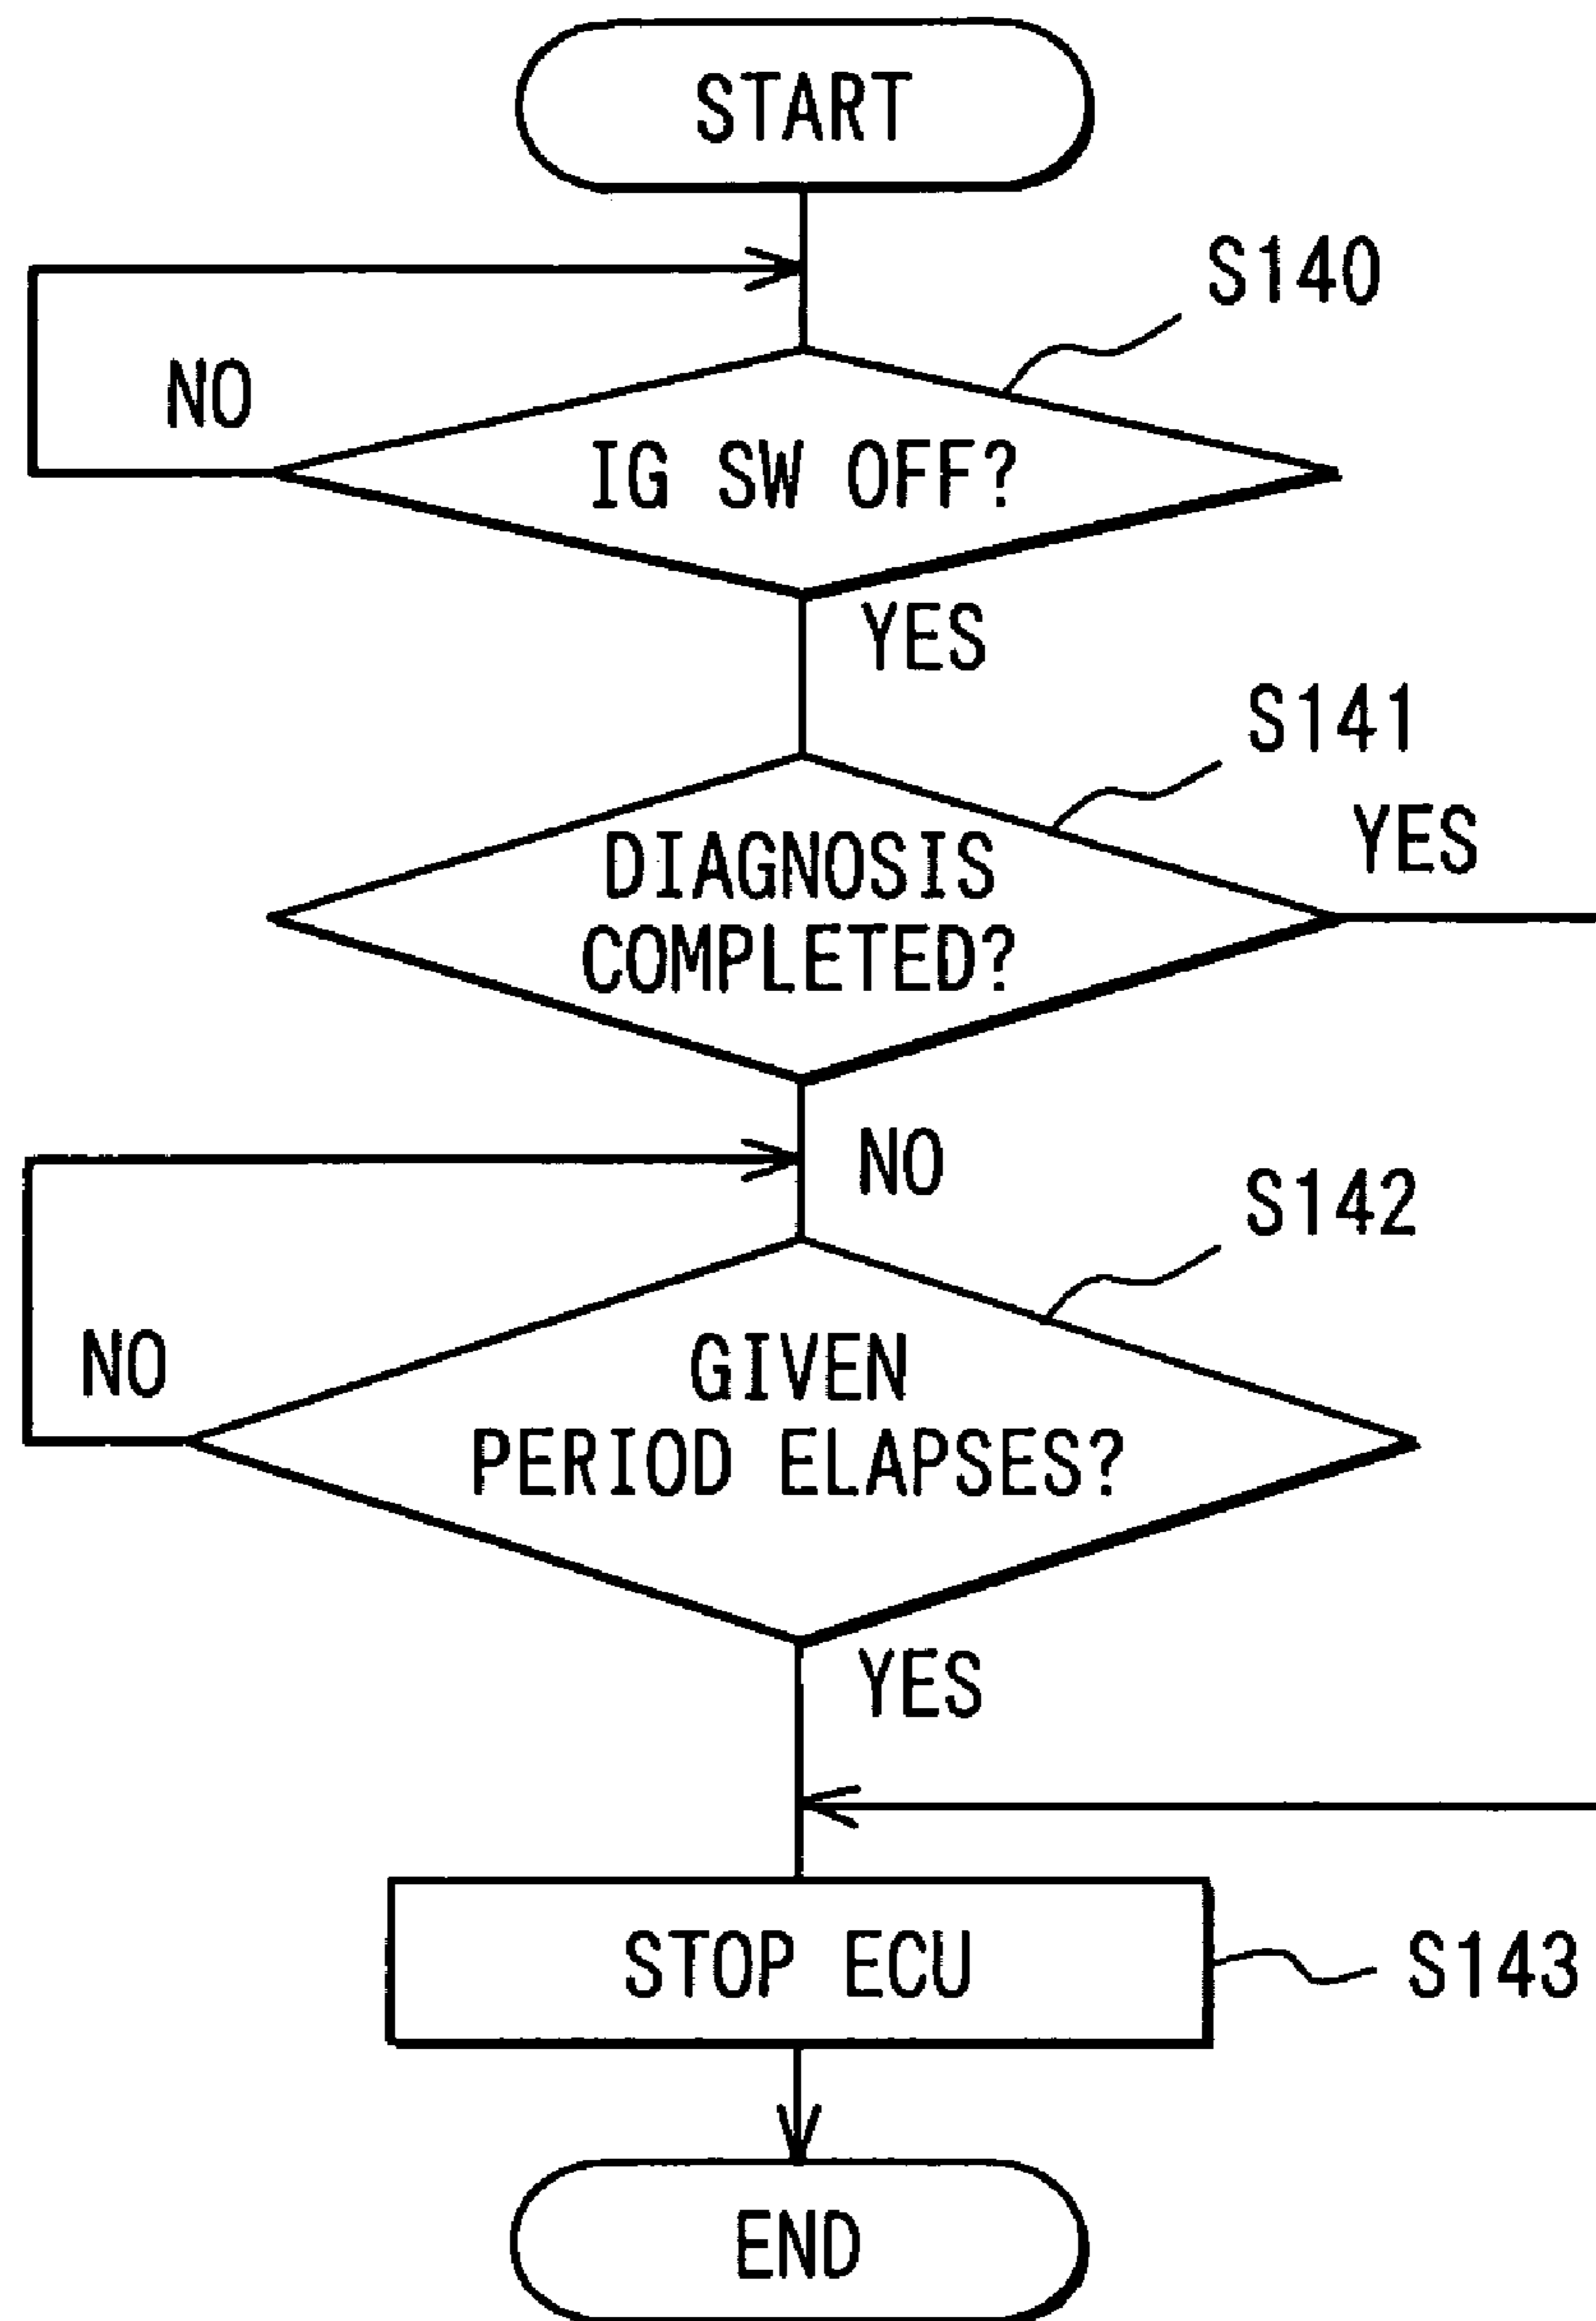 START
S140
NO
IG SW OFF?
YES
S141
YES
DIAGNOSIS
COMPLETED?
NO
S142
NO
GIVEN
PERIOD ELAPSES?
YES
STOP ECU
S143
END